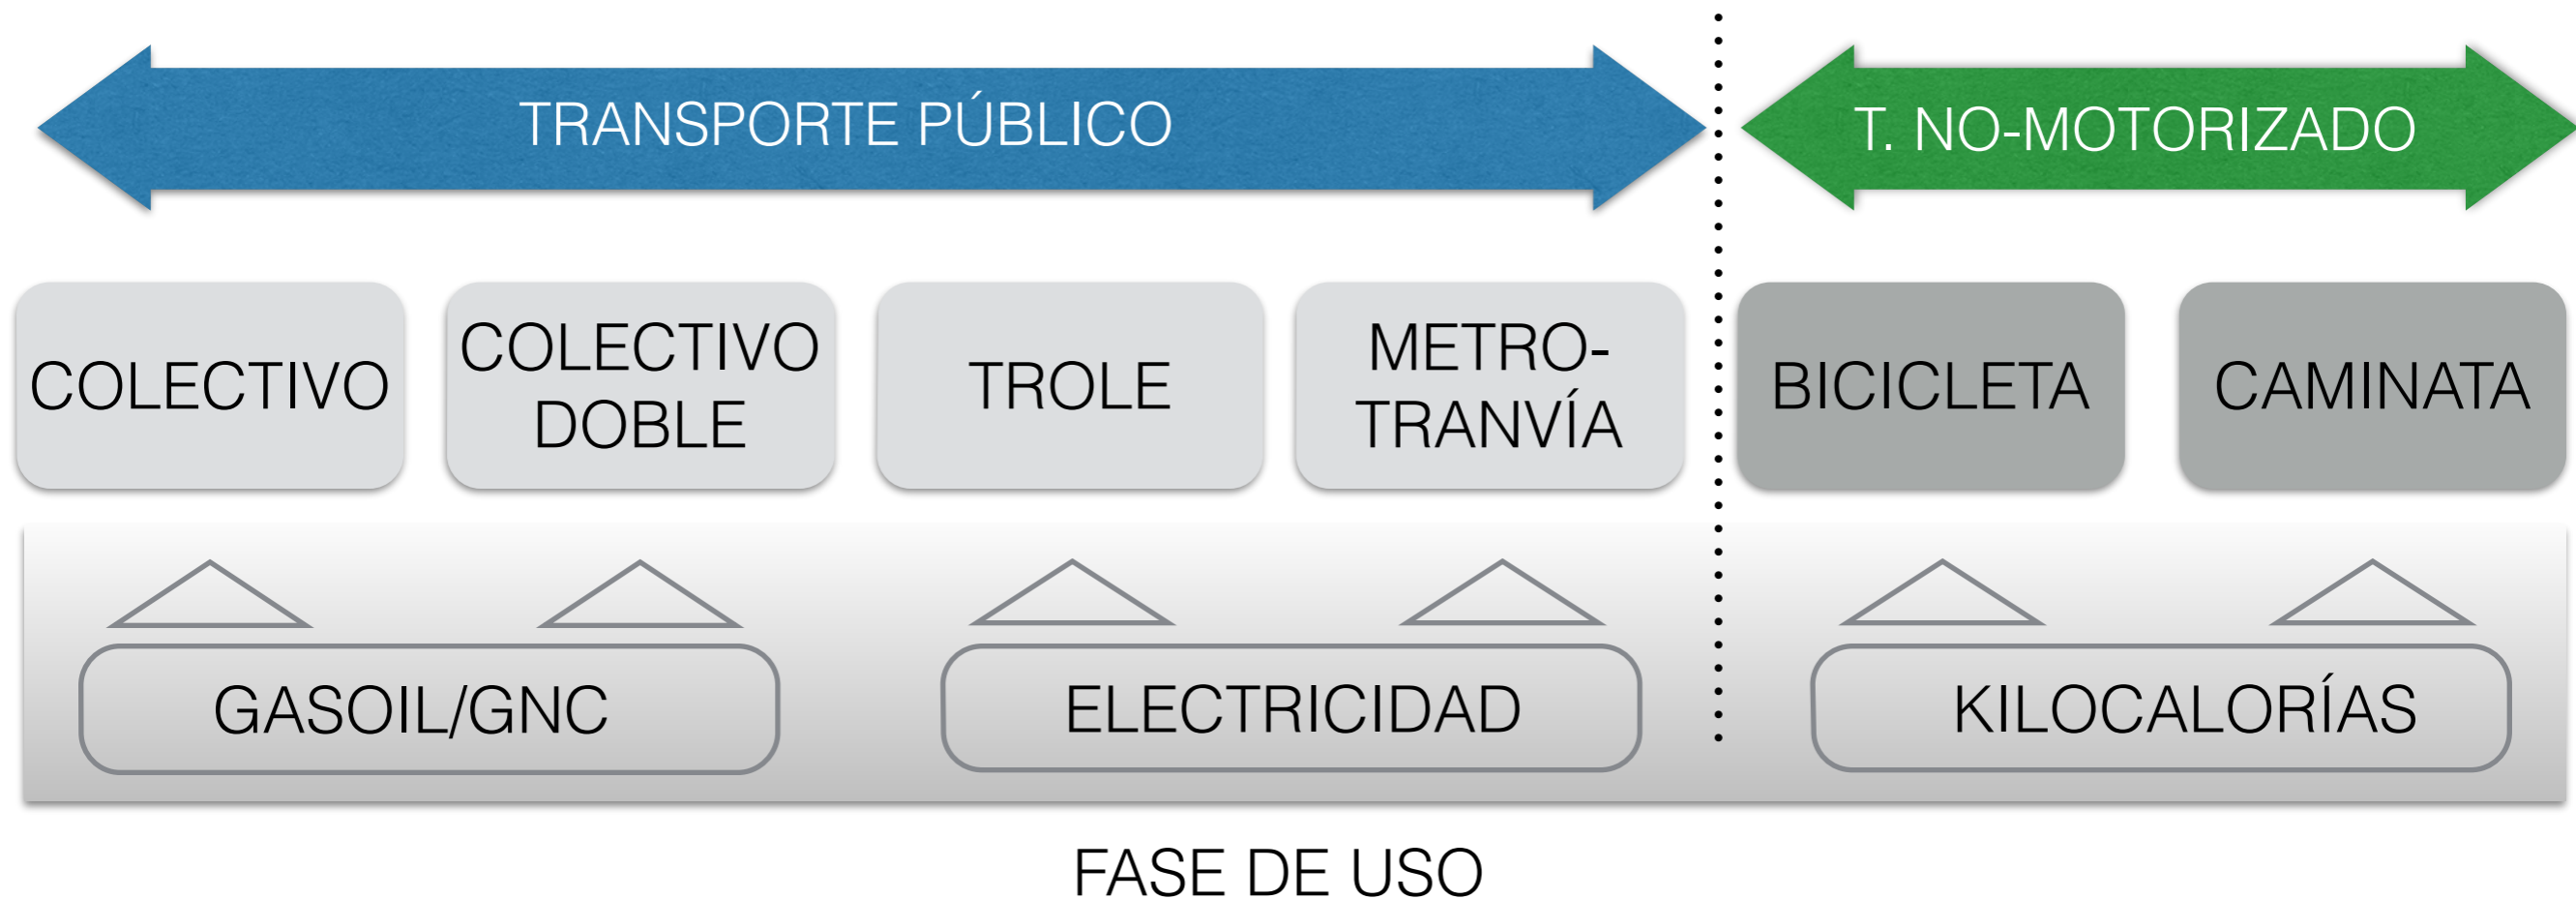 TRANSPORTE PÚBLICO
T. NO-MOTORIZADO
COLECTIVO
COLECTIVO
DOBLE
TROLE
METRO-
TRANVÍA
BICICLETA
CAMINATA
GASOIL/GNC
ELECTRICIDAD
KILOCALORÍAS
FASE DE USO